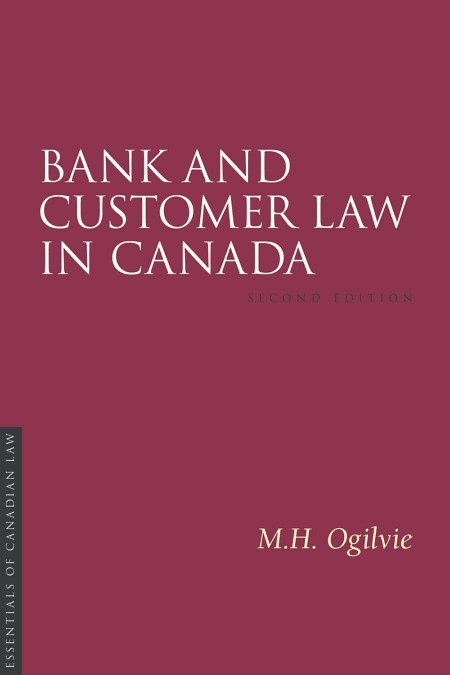 BANK AND
CUSTOMER LAW
IN CANADA
SECOND EDITION
ESSENTIALS OF CANADIAN LAW
M.H. Ogilvie